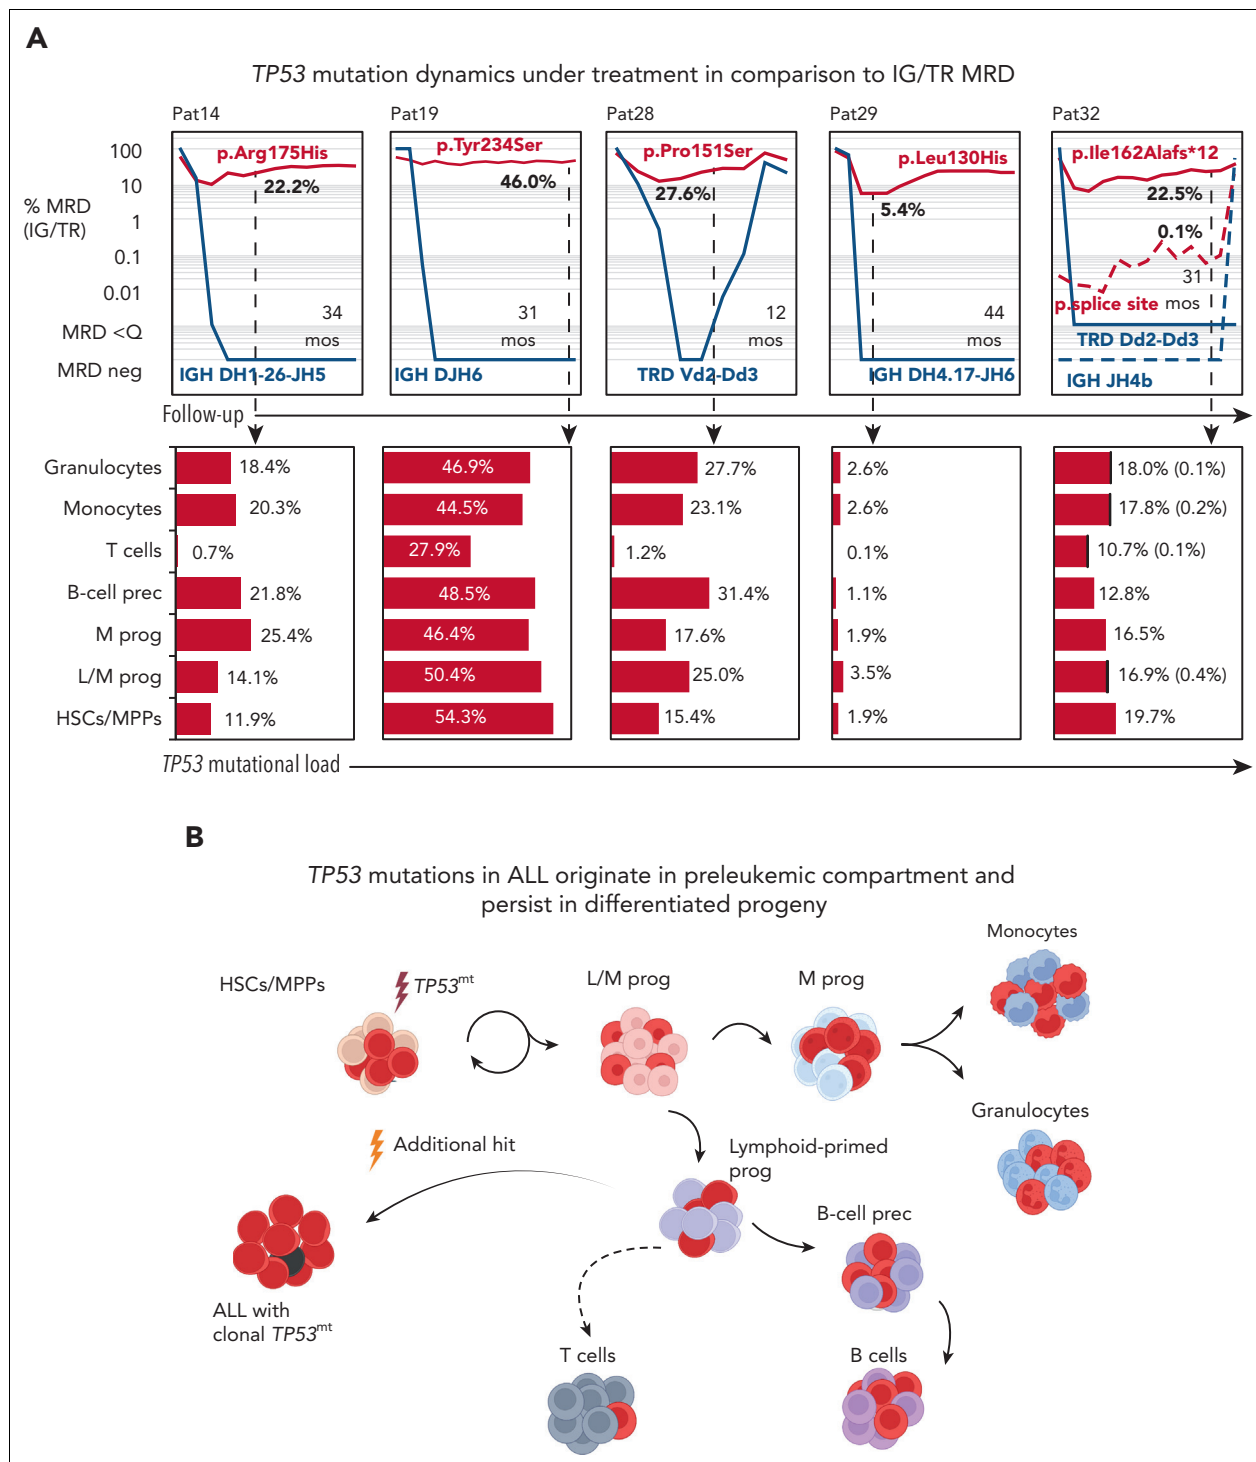 A
TP53 mutation dynamics under treatment in comparison to IG/TR MRD
Pat14
Pat19
Pat28
Pat29
Pat32
% MRD
(IG/TR)
100
10
1
0.1
0.01
MRD <Q
MRD neg
p.Arg175His
22.2%
34
mos
IGH DH1-26-JH5
p.Tyr234Ser
46.0%
31
mos
IGH DJH6
p.Pro151Ser
27.6%
12
mos
TRD Vd2-Dd3
p.Leu130His
5.4%
44
mos
IGH DH4.17-JH6
p.Ile162Alafs*12
22.5%
0.1%
31
mos
p.splice site
TRD Dd2-Dd3
IGH JH4b
Follow-up
Granulocytes 18.4% 46.9% 27.7% 2.6% 18.0% (0.1%)
Monocytes 20.3% 44.5% 23.1% 2.6% 17.8% (0.2%)
T cells 0.7% 27.9% 1.2% 0.1% 10.7% (0.1%)
B-cell prec 21.8% 48.5% 31.4% 1.1% 12.8%
M prog 25.4% 46.4% 17.6% 1.9% 16.5%
L/M prog 14.1% 50.4% 25.0% 3.5% 16.9% (0.4%)
HSCs/MPPs 11.9% 54.3% 15.4% 1.9% 19.7%
TP53 mutational load
B
TP53 mutations in ALL originate in preleukemic compartment and
persist in differentiated progeny
HSCs/MPPs
TP53mt
L/M prog
M prog
Monocytes
Granulocytes
Additional hit
Lymphoid-primed
prog
B-cell prec
ALL with
clonal TP53mt
T cells
B cells